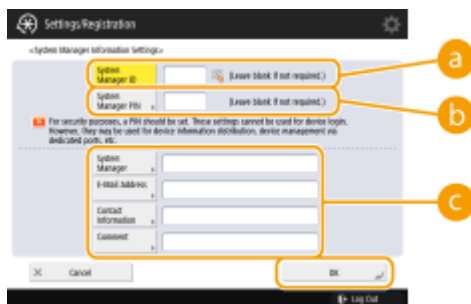 Settings/Registration
<System Manager Information Settings>
System
Manager ID
(Leave blank if not required.)
a
System
Manager PIN
(Leave blank if not required.)
b
For security purposes, a PIN should be set. These settings cannot be used for device login.
However, they may be used for device information distribution, device management via
dedicated ports, etc.
System
Manager
E-Mail Address
Contact
Information
Comment
c
Cancel
OK
Log Out